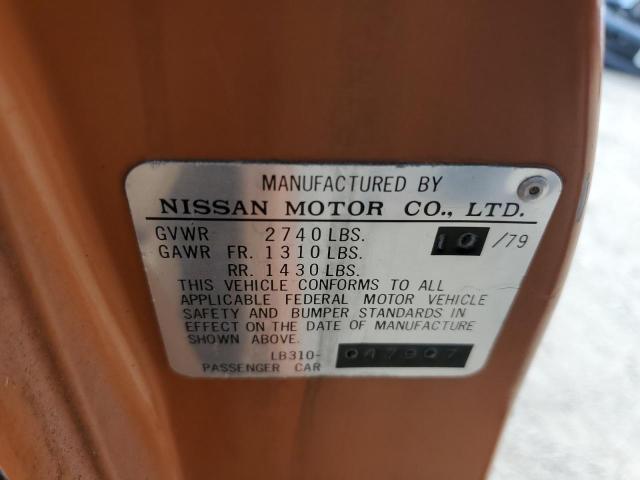 MANUFACTURED BY
NISSAN MOTOR CO., LTD.
GVWR 2740 LBS. 10/79
GAWR FR. 1310 LBS.
RR. 1430 LBS.
THIS VEHICLE CONFORMS TO ALL
APPLICABLE FEDERAL MOTOR VEHICLE
SAFETY AND BUMPER STANDARDS IN
EFFECT ON THE DATE OF MANUFACTURE
SHOWN ABOVE.
LB310-
PASSENGER CAR